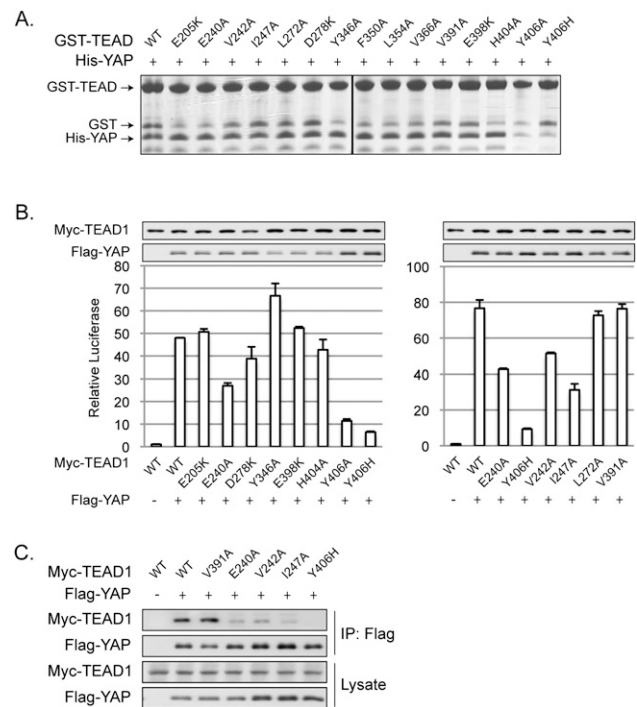 A.
GST-TEAD WT E205K E240A V242A I247A L272A D278K Y346A F350A L354A V366A V391A E398K H404A Y406A Y406H
His-YAP + + + + + + + + + + + + + + + +
GST-TEAD
GST
His-YAP
B.
Myc-TEAD1
Flag-YAP
Relative Luciferase
80
70
60
50
40
30
20
10
0
Myc-TEAD1 WT WT E205K E240A D278K Y346A E398K H404A Y406A Y406H
Flag-YAP - + + + + + + + + +
100
80
60
40
20
0
WT WT E240A Y406H V242A I247A L272A V391A
- + + + + + + +
C.
Myc-TEAD1 WT WT V391A E240A V242A I247A Y406H
Flag-YAP - + + + + + +
Myc-TEAD1
Flag-YAP
IP: Flag
Myc-TEAD1
Flag-YAP
Lysate